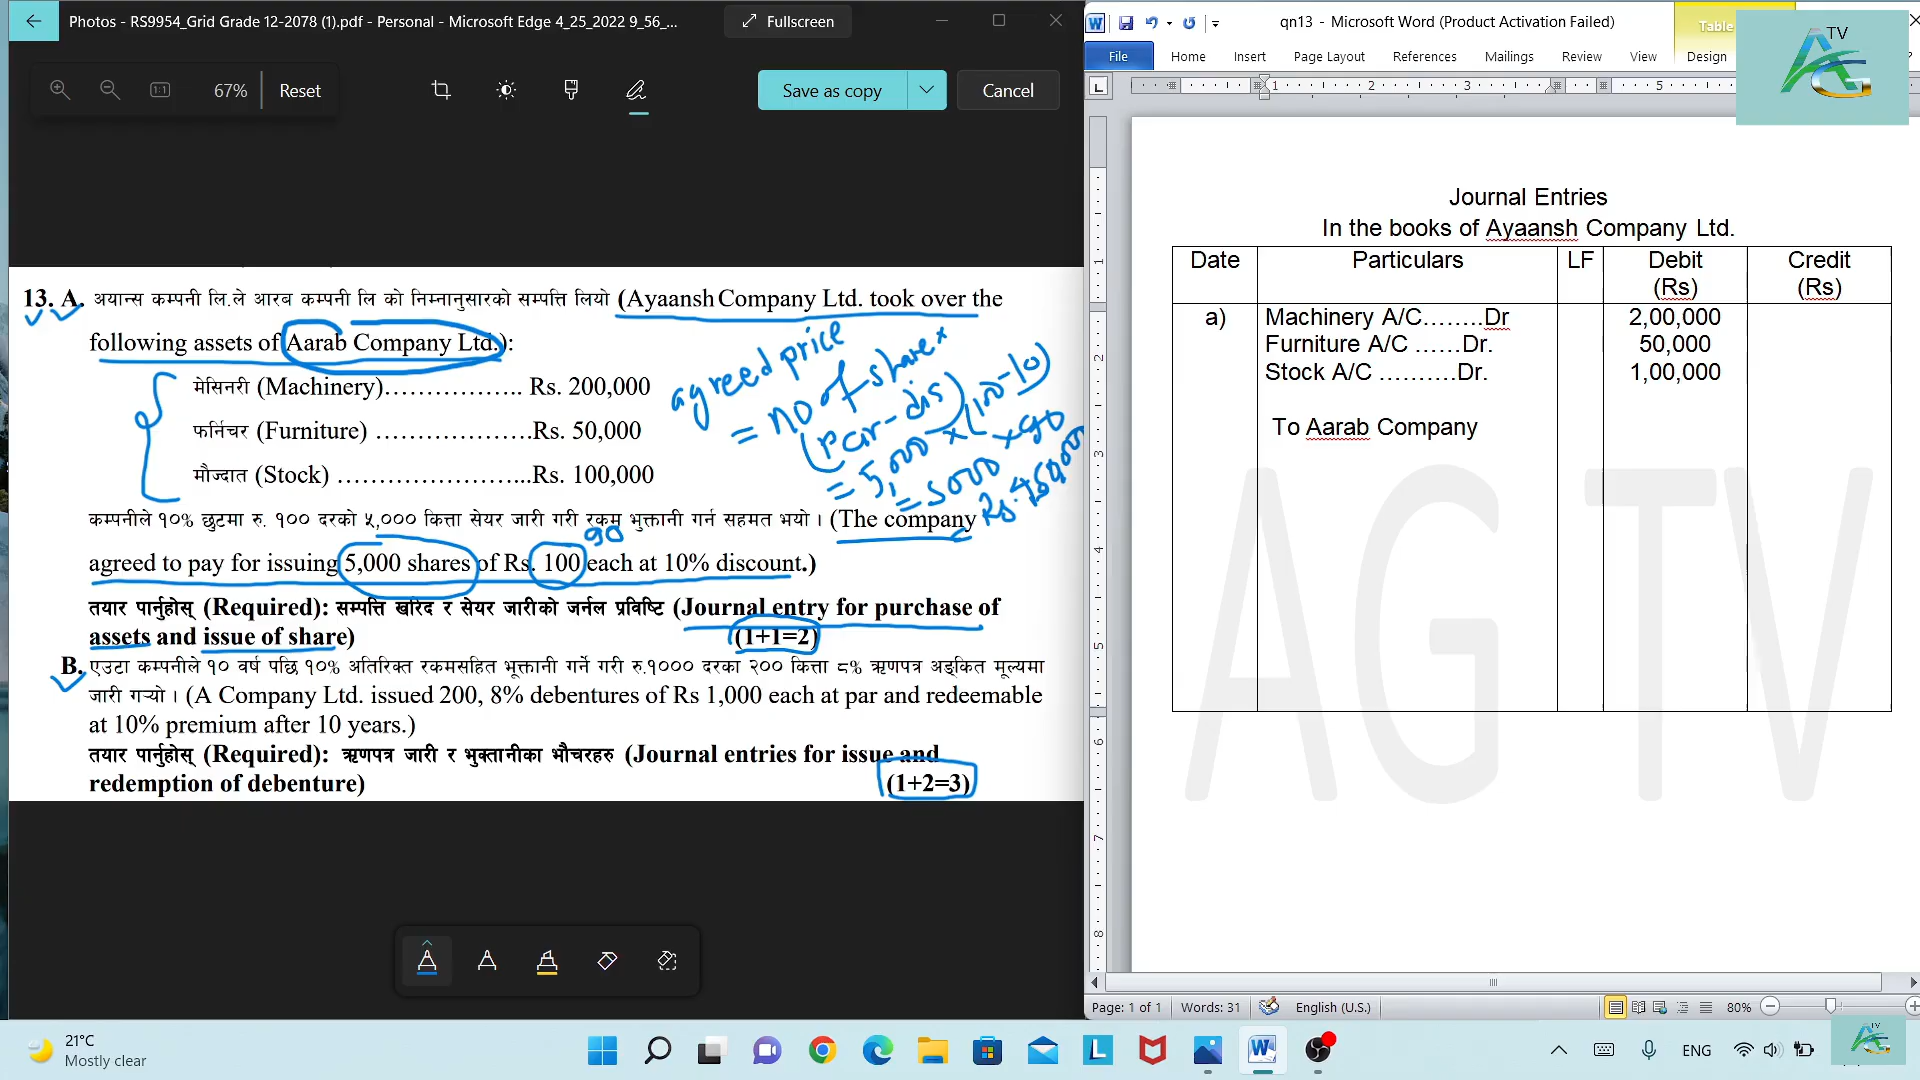 Photos - RS9954_Grid Grade 12-2078 (1).pdf - Personal - Microsoft Edge 4_25_2022 9_56_...
Fullscreen
67%
Reset
Save as copy
Cancel
13. A. अयान्स कम्पनी लि.ले आरब कम्पनी लि को निम्नानुसारको सम्पत्ति लियो (Ayaansh Company Ltd. took over the
following assets of Aarab Company Ltd.):
मेसिनरी (Machinery)…………………. Rs. 200,000
फर्निचर (Furniture) ……………….Rs. 50,000
मौज्दात (Stock) …………………...Rs. 100,000
agreed price
= no of share ×
(par - dis)
= 5,000 × (100-10)
= 5000 × 90
Rs. 450,000
90
कम्पनीले १०% छुटमा रु. १०० दरको ५,००० कित्ता सेयर जारी गरी रकम भुक्तानी गर्न सहमत भयो । (The company
agreed to pay for issuing 5,000 shares of Rs. 100 each at 10% discount.)
तयार पार्नुहोस् (Required): सम्पत्ति खरिद र सेयर जारीको जर्नल प्रविष्टि (Journal entry for purchase of
assets and issue of share) (1+1=2)
B. एउटा कम्पनीले १० वर्ष पछि १०% अतिरिक्त रकमसहित भूक्तानी गर्ने गरी रु.१००० दरका २०० कित्ता ८% ऋणपत्र अङ्कित मूल्यमा
जारी गऱ्यो । (A Company Ltd. issued 200, 8% debentures of Rs 1,000 each at par and redeemable
at 10% premium after 10 years.)
तयार पार्नुहोस् (Required): ऋणपत्र जारी र भुक्तानीका भौचरहरु (Journal entries for issue and
redemption of debenture) (1+2=3)
21°C
Mostly clear
qn13 - Microsoft Word (Product Activation Failed)
Table
File Home Insert Page Layout References Mailings Review View Design
TV
AG
Journal Entries
In the books of Ayaansh Company Ltd.
Date Particulars LF Debit (Rs) Credit (Rs)
a) Machinery A/C……..Dr 2,00,000
Furniture A/C ……Dr. 50,000
Stock A/C ……….Dr. 1,00,000
To Aarab Company
AG TV
Page: 1 of 1 Words: 31 English (U.S.) 80%
ENG